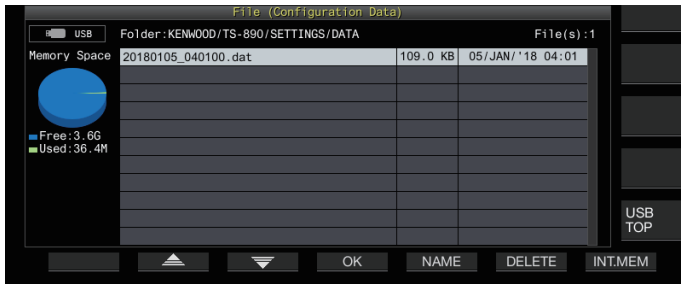 File (Configuration Data)
USB
Folder:KENWOOD/TS-890/SETTINGS/DATA
File(s):1
Memory Space
20180105_040100.dat
109.0 KB
05/JAN/'18 04:01
Free:3.6G
Used:36.4M
USB
TOP
OK
NAME
DELETE
INT.MEM